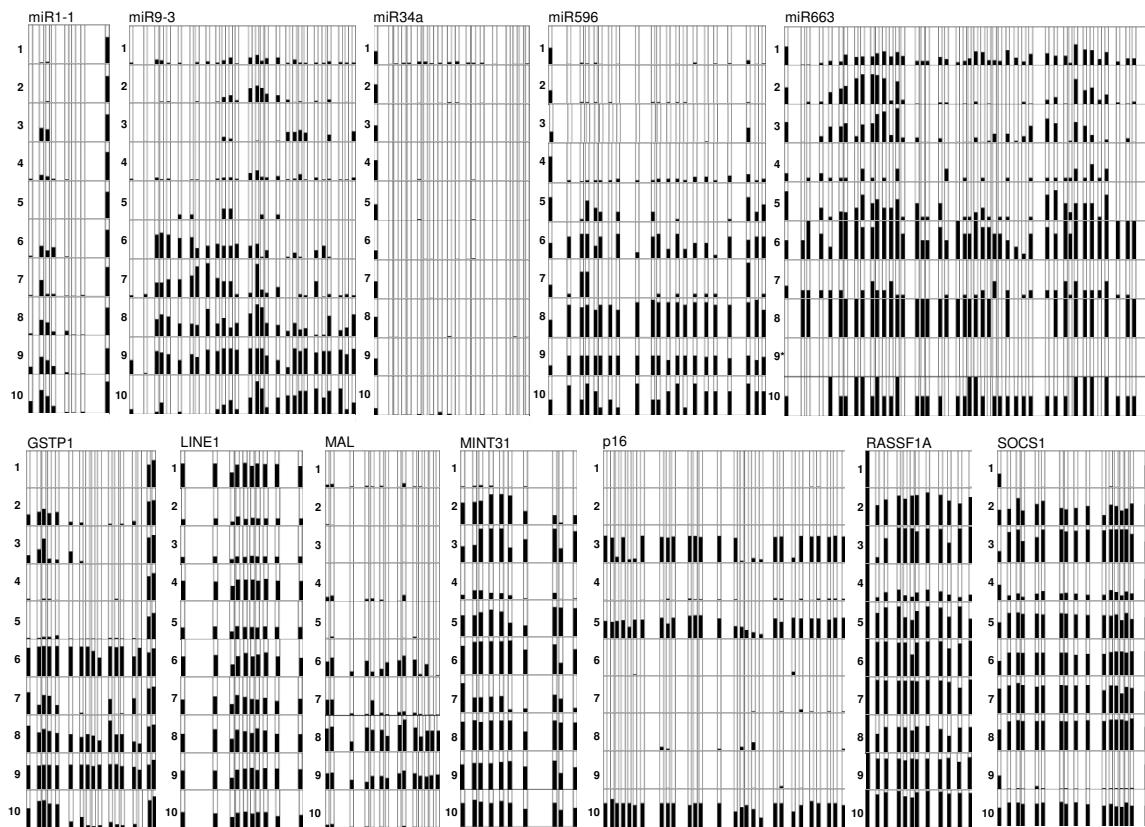 miR1-1 miR9-3 miR34a miR596 miR663
1 1 1 1 1
2 2 2 2 2
3 3 3 3 3
4 4 4 4 4
5 5 5 5 5
6 6 6 6 6
7 7 7 7 7
8 8 8 8 8
9 9 9 9 9*
10 10 10 10 10
GSTP1 LINE1 MAL MINT31 p16 RASSF1A SOCS1
1 1 1 1 1 1 1
2 2 2 2 2 2 2
3 3 3 3 3 3 3
4 4 4 4 4 4 4
5 5 5 5 5 5 5
6 6 6 6 6 6 6
7 7 7 7 7 7 7
8 8 8 8 8 8 8
9 9 9 9 9 9 9
10 10 10 10 10 10 10